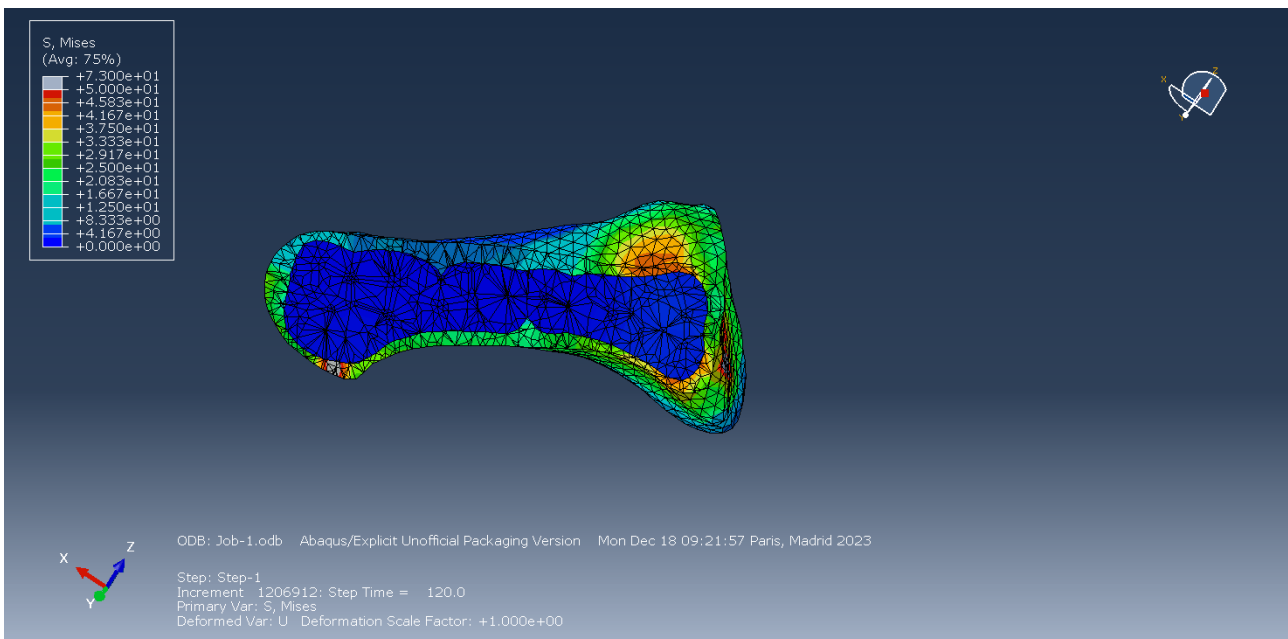 S, Mises
(Avg: 75%)
+7.300e+01
+5.000e+01
+4.583e+01
+4.167e+01
+3.750e+01
+3.333e+01
+2.917e+01
+2.500e+01
+2.083e+01
+1.667e+01
+1.250e+01
+8.333e+00
+4.167e+00
+0.000e+00
X
Z
Y
ODB: Job-1.odb Abaqus/Explicit Unofficial Packaging Version Mon Dec 18 09:21:57 Paris, Madrid 2023
X
Z
Y
Step: Step-1
Increment 1206912: Step Time = 120.0
Primary Var: S, Mises
Deformed Var: U Deformation Scale Factor: +1.000e+00